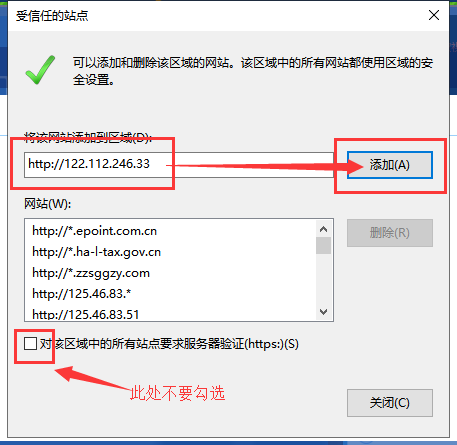 受信任的站点
可以添加和删除该区域的网站。该区域中的所有网站都使用区域的安
全设置。
将该网站添加到区域(D):
http://122.112.246.33
添加(A)
网站(W):
http://*.epoint.com.cn
http://*.ha-l-tax.gov.cn
http://*.zzsggzy.com
http://125.46.83.*
http://125.46.83.51
删除(R)
对该区域中的所有站点要求服务器验证(https:)(S)
此处不要勾选
关闭(C)